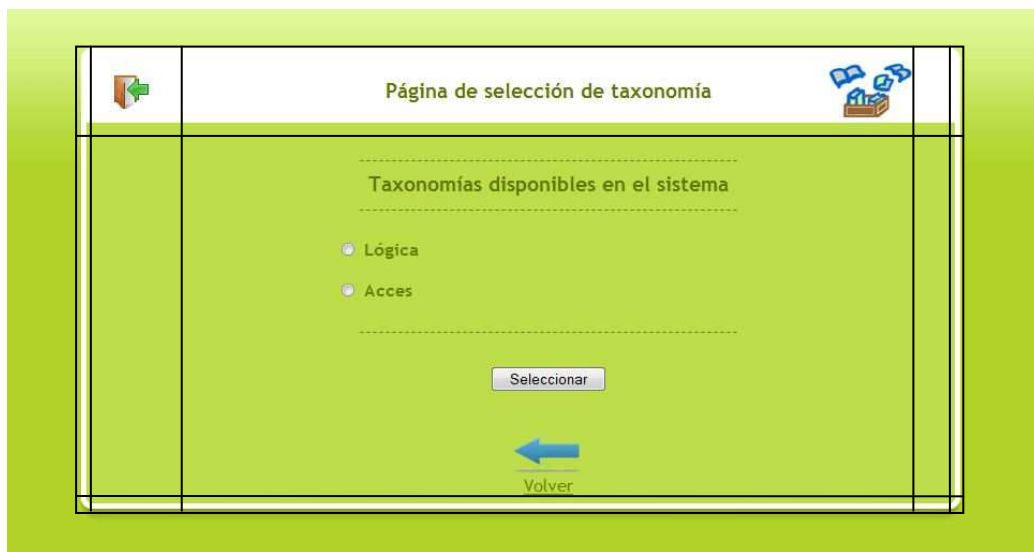 Página de selección de taxonomía
Taxonomías disponibles en el sistema
Lógica
Acces
Seleccionar
Volver